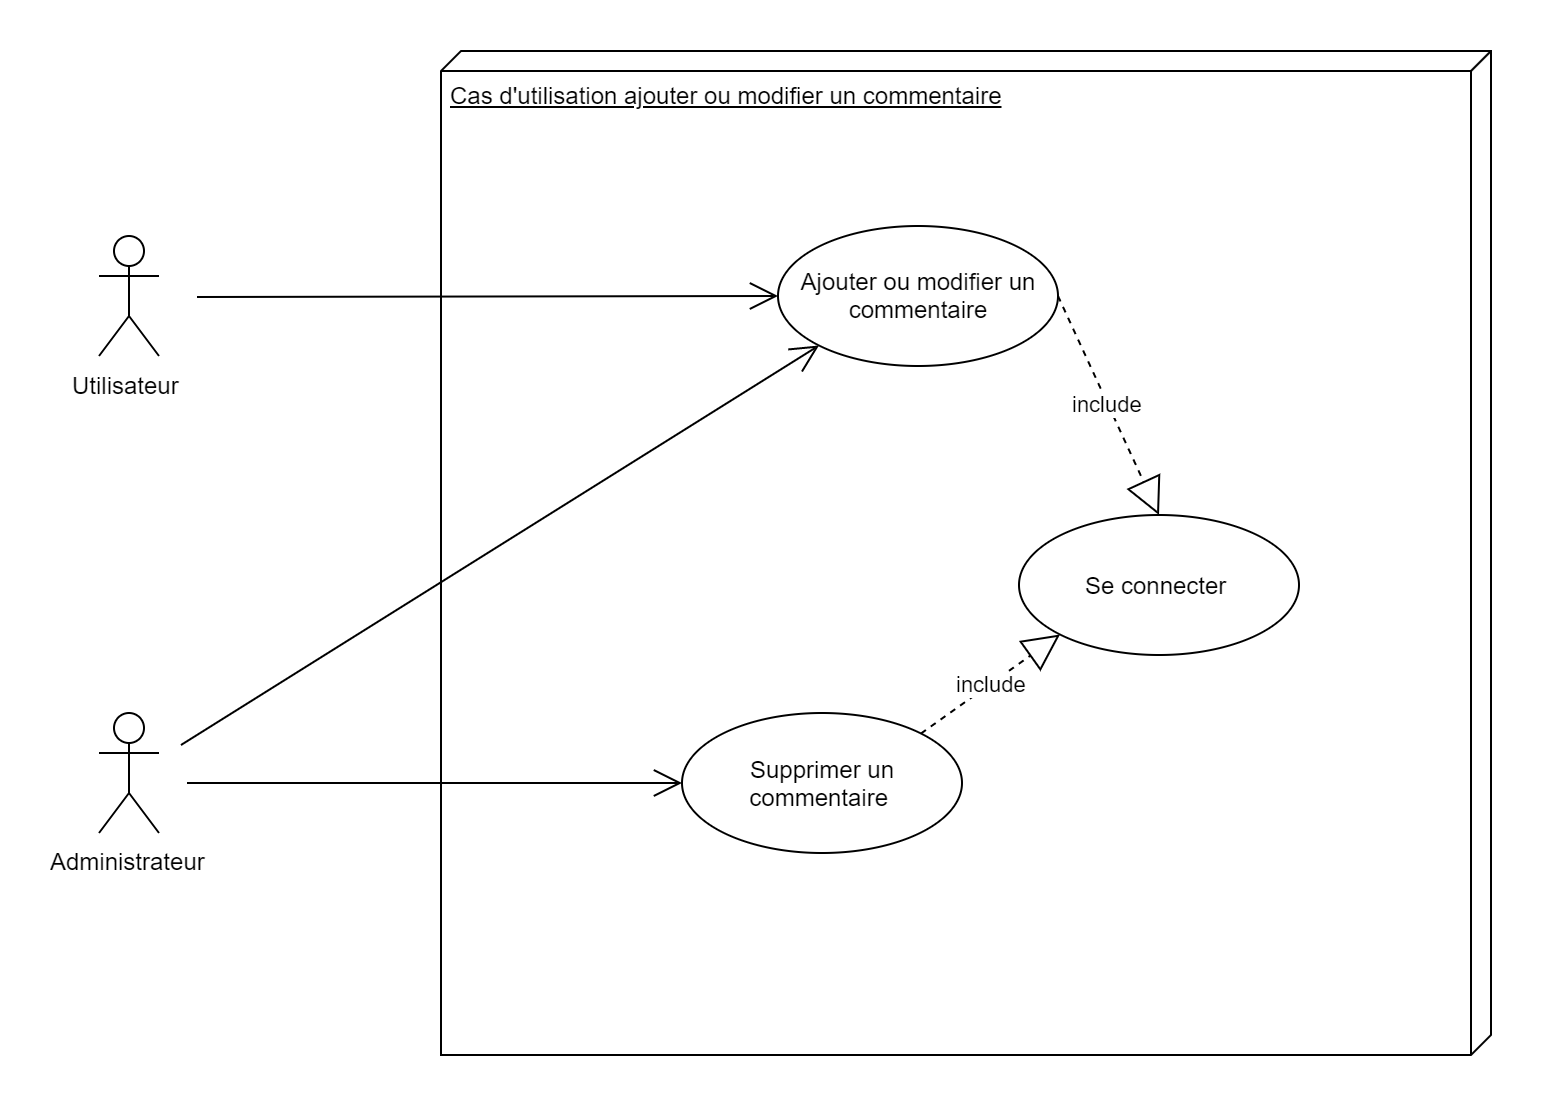 Cas d'utilisation ajouter ou modifier un commentaire
Ajouter ou modifier un
commentaire
Utilisateur
include
Se connecter
include
Supprimer un
commentaire
Administrateur